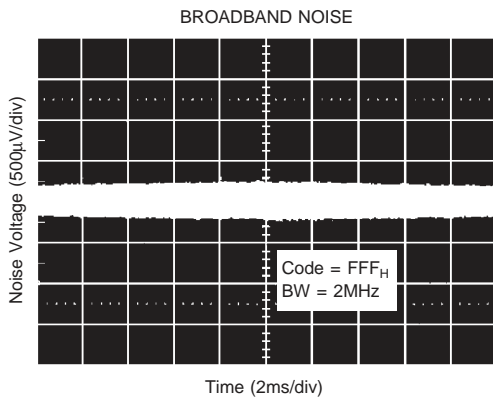 BROADBAND NOISE
Noise Voltage (500μV/div)
Code = FFFH
BW = 2MHz
Time (2ms/div)